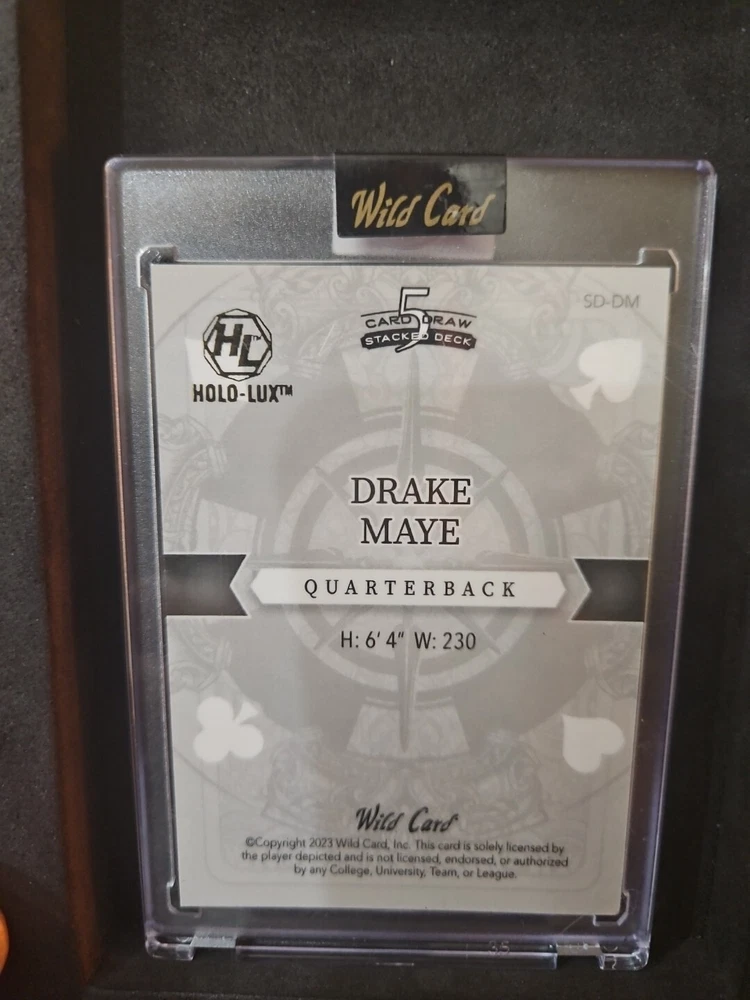 Wild Card
SD-DM
HL™
HOLO-LUX™
5
CARD DRAW
STACKED DECK
DRAKE
MAYE
QUARTERBACK
H: 6' 4" W: 230
Wild Card
©Copyright 2023 Wild Card, Inc. This card is solely licensed by
the player depicted and is not licensed, endorsed, or authorized
by any College, University, Team, or League.